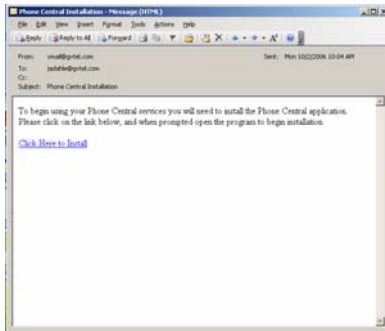 Phone Central Installation - Message (HTML)
File Edit View Insert Format Tools Actions Help
Reply Reply to All Forward
From: vmail@gvtel.com Sent: Mon 10/2/2006 10:04 AM
To:
Cc:
Subject: Phone Central Installation
To begin using your Phone Central services you will need to install the Phone Central application.
Please click on the link below, and when prompted open the program to begin installation.
Click Here to Install